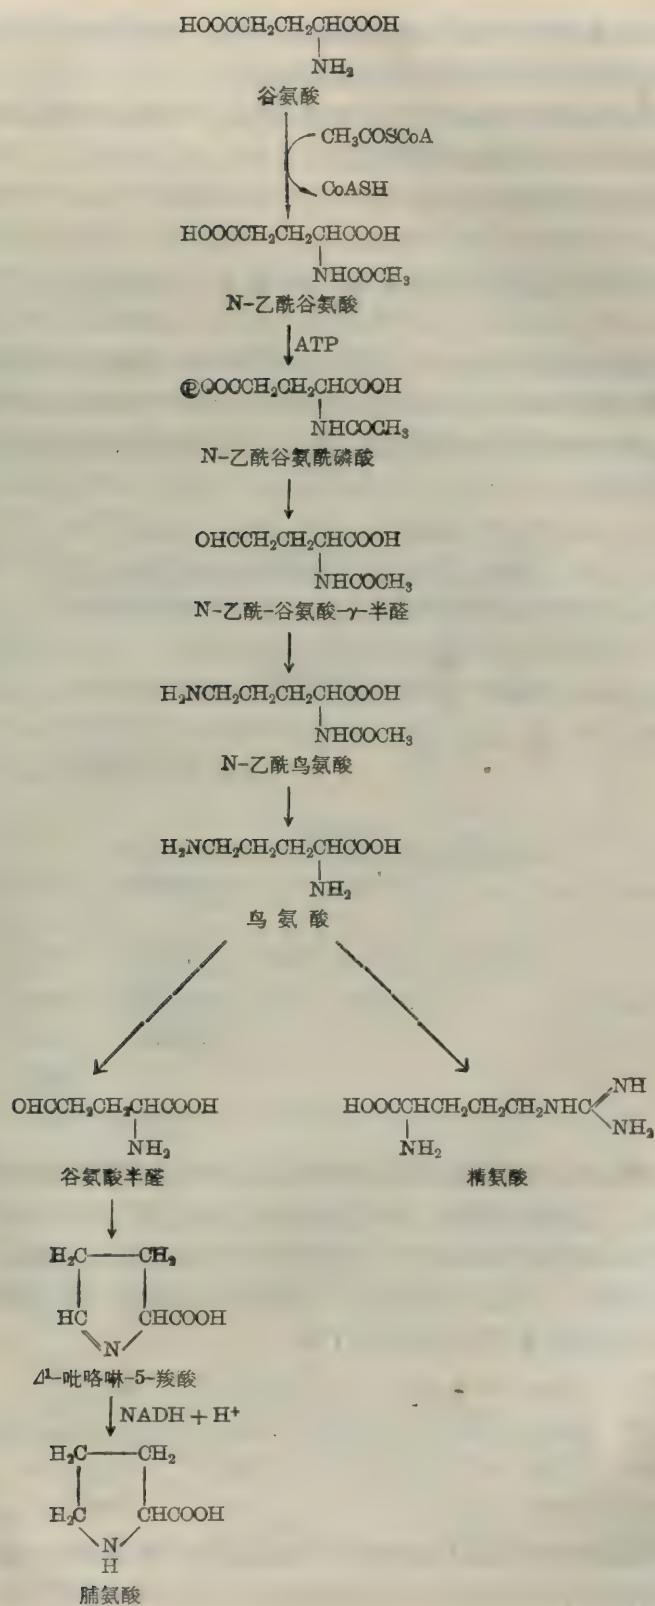 HOOCCH₂CH₂CHCOOH
NH₂
谷氨酸
CH₃COSCoA
CoASH
HOOCCH₂CH₂CHCOOH
NHCOCH₃
N-乙酰谷氨酸
ATP
ⓅOOCCH₂CH₂CHCOOH
NHCOCH₃
N-乙酰谷氨酰磷酸
OHCCH₂CH₂CHCOOH
NHCOCH₃
N-乙酰-谷氨酸-γ-半醛
H₂NCH₂CH₂CH₂CHCOOH
NHCOCH₃
N-乙酰鸟氨酸
H₂NCH₂CH₂CH₂CHCOOH
NH₂
鸟氨酸
OHCCH₂CH₂CHCOOH
NH₂
谷氨酸半醛
NH
HOOCCHCH₂CH₂CH₂NHC
NH₂
NH₂
精氨酸
H₂C CH₂
HC CHCOOH
N
Δ¹-吡咯啉-5-羧酸
NADH + H⁺
H₂C CH₂
H₂C CHCOOH
N
H
脯氨酸